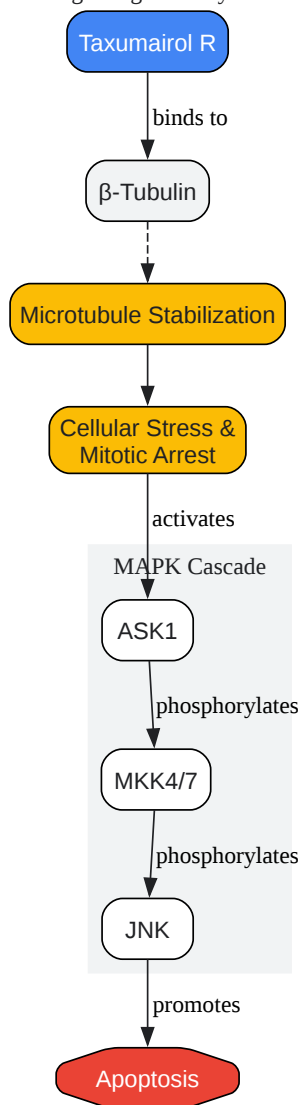 Taxumairol R
binds to
β-Tubulin
Microtubule Stabilization
Cellular Stress &
Mitotic Arrest
activates
MAPK Cascade
ASK1
phosphorylates
MKK4/7
phosphorylates
JNK
promotes
Apoptosis